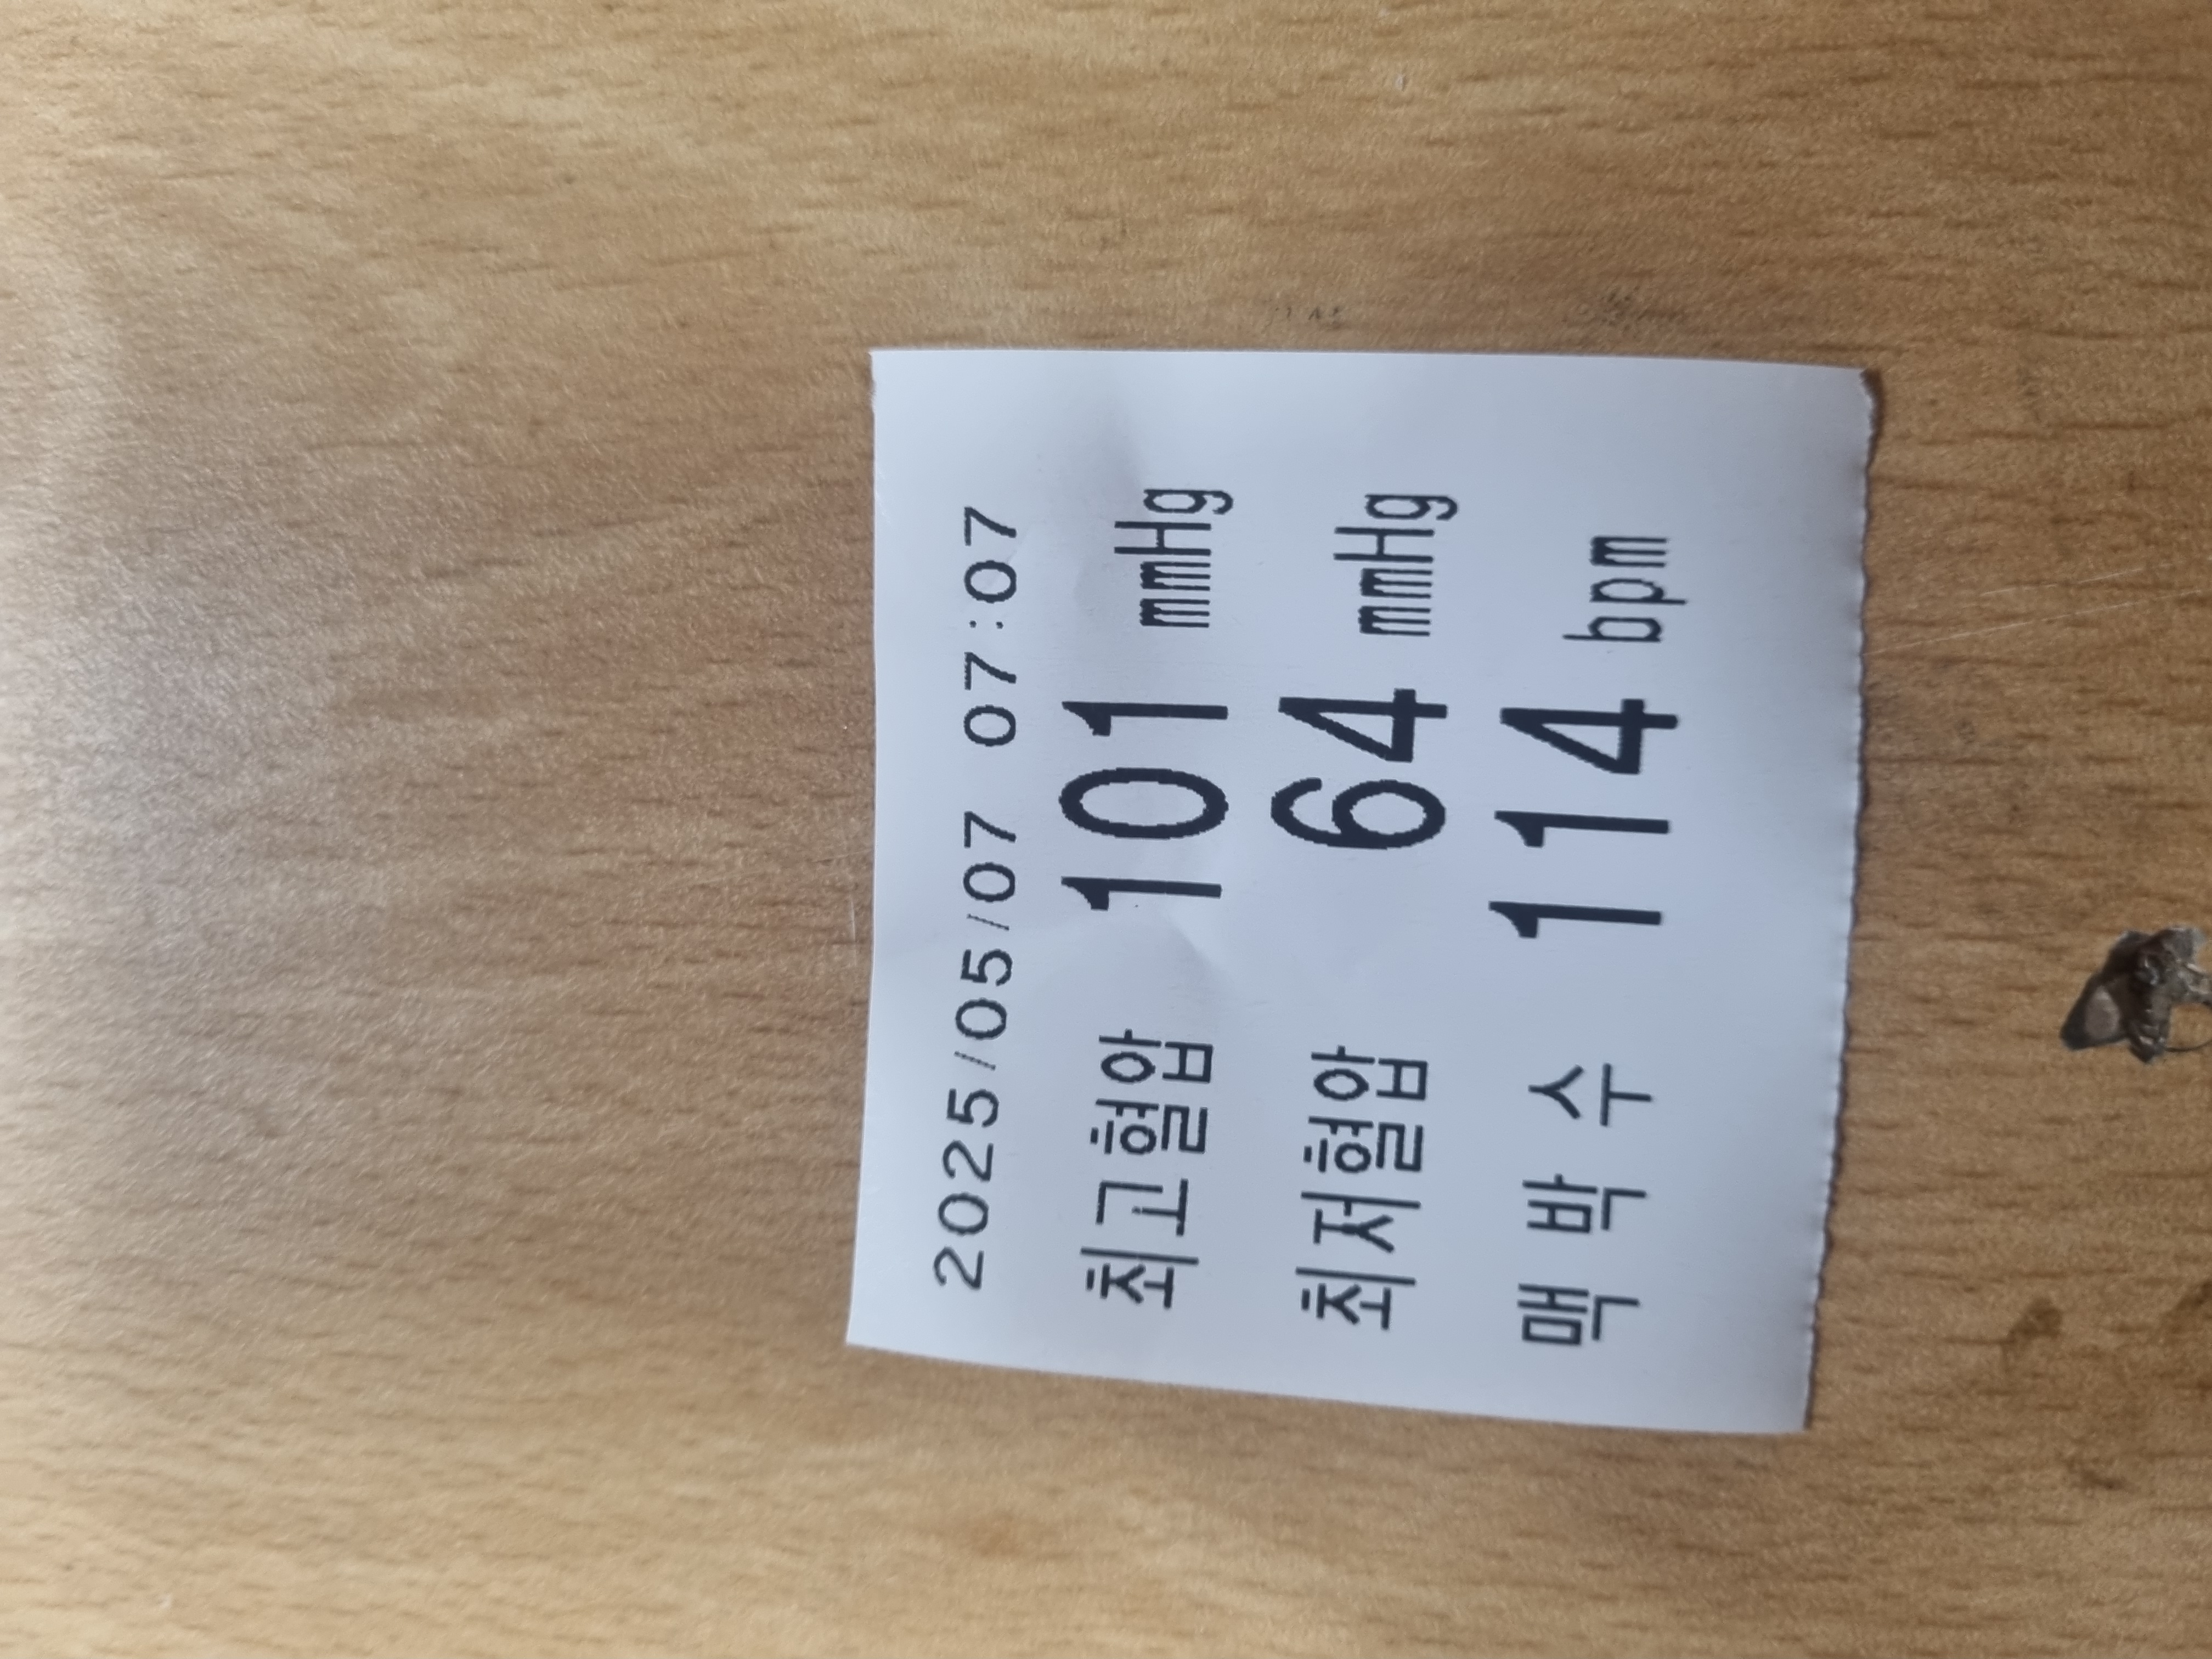 2025/05/07 07:07
최고혈압 101 mmHg
최저혈압 64 mmHg
맥 박 수 114 bpm